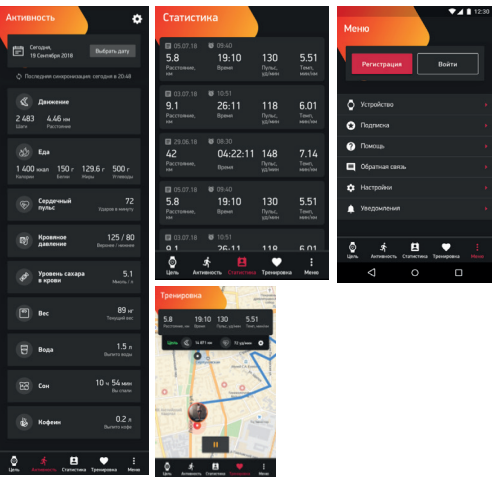 Активность
Сегодня,
19 Сентября 2018
Выбрать дату
Последняя синхронизация: сегодня в 20:48
Движение
2 483 4.46 км
Шаги Расстояние
Еда
1 400 ккал 150 г 129.6 г 500 г
Калории Белки Жиры Углеводы
Сердечный
пульс
72
Ударов в минуту
Кровяное
давление
125 / 80
Верхнее / нижнее
Уровень сахара
в крови
5.1
Ммоль / л
Вес
89 кг
Текущий вес
Вода
1.5 л
Выпито воды
Сон
10 ч 54 мин
Вы спали
Кофеин
0.2 л
Выпито кофе
Цель Активность Статистика Тренировка Меню
Статистика
05.07.18 09:40
5.8 19:10 130 5.51
Расстояние, км Время Пульс, уд/мин Темп, мин/км
03.07.18 10:51
9.1 26:11 118 6.01
Расстояние, км Время Пульс, уд/мин Темп, мин/км
29.06.18 08:30
42 04:22:11 148 7.14
Расстояние, км Время Пульс, уд/мин Темп, мин/км
05.07.18 09:40
5.8 19:10 130 5.51
Расстояние, км Время Пульс, уд/мин Темп, мин/км
03.07.18 10:51
9.1 26:11 118 6.01
Цель Активность Статистика Тренировка Меню
12:30
Меню
Регистрация Войти
Устройство
Подписка
Помощь
Обратная связь
Настройки
Уведомления
Цель Активность Статистика Тренировка Меню
Тренировка
5.8 19:10 130 5.51
Расстояние, км Время Пульс, уд/мин Темп, мин/км
Цель 14 871 км 72 уд/мин
Цель Активность Статистика Тренировка Меню